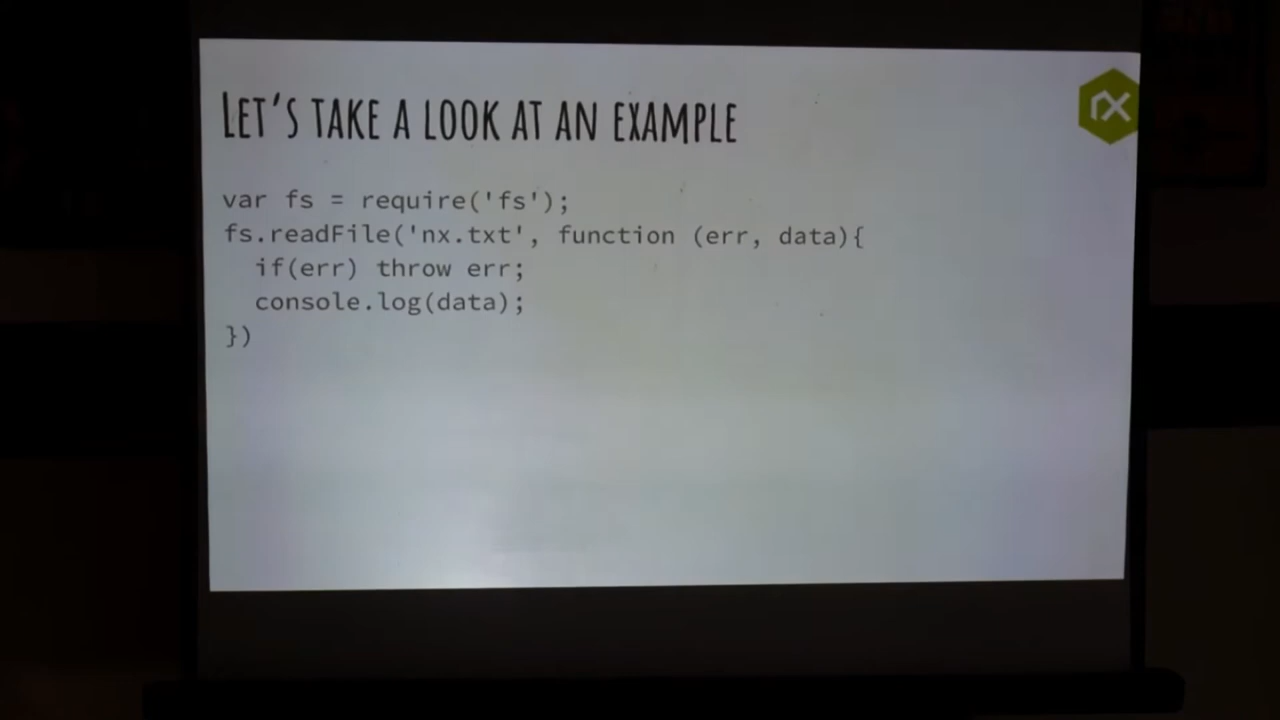 LET'S TAKE A LOOK AT AN EXAMPLE
var fs = require('fs');
fs.readFile('nx.txt', function (err, data){
  if(err) throw err;
  console.log(data);
})